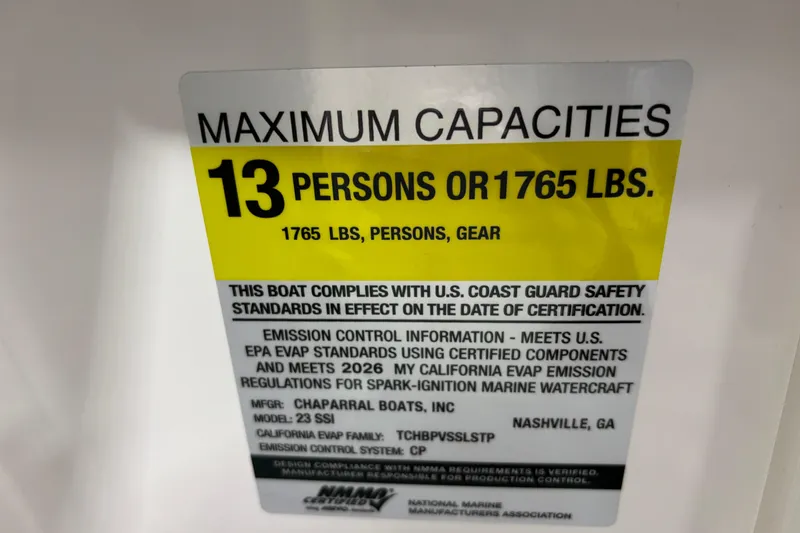 MAXIMUM CAPACITIES
13 PERSONS OR 1765 LBS.
1765 LBS, PERSONS, GEAR
THIS BOAT COMPLIES WITH U.S. COAST GUARD SAFETY
STANDARDS IN EFFECT ON THE DATE OF CERTIFICATION.
EMISSION CONTROL INFORMATION - MEETS U.S.
EPA EVAP STANDARDS USING CERTIFIED COMPONENTS
AND MEETS 2026 MY CALIFORNIA EVAP EMISSION
REGULATIONS FOR SPARK-IGNITION MARINE WATERCRAFT
MFGR: CHAPARRAL BOATS, INC
MODEL: 23 SSI NASHVILLE, GA
CALIFORNIA EVAP FAMILY: TCHBPVSSLSTP
EMISSION CONTROL SYSTEM: CP
DESIGN COMPLIANCE WITH NMMA REQUIREMENTS IS VERIFIED.
MANUFACTURER RESPONSIBLE FOR PRODUCTION CONTROL.
NMMA
CERTIFIED
NATIONAL MARINE
MANUFACTURERS ASSOCIATION